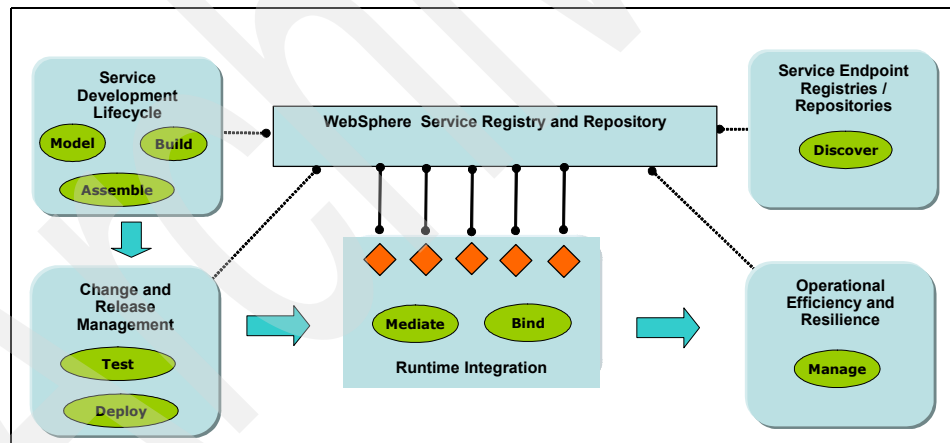 Service
Development
Lifecycle
Model
Build
Assemble
WebSphere Service Registry and Repository
Service Endpoint
Registries /
Repositories
Discover
Change and
Release
Management
Test
Deploy
Mediate
Bind
Runtime Integration
Operational
Efficiency and
Resilience
Manage